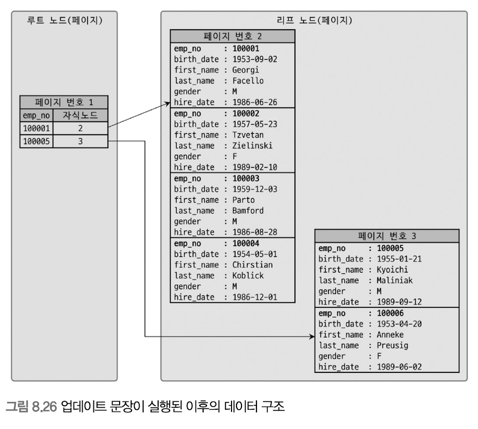 루트 노드(페이지)
페이지 번호 1
emp_no 자식노드
100001 2
100005 3
리프 노드(페이지)
페이지 번호 2
emp_no : 100001
birth_date : 1953-09-02
first_name : Georgi
last_name : Facello
gender : M
hire_date : 1986-06-26
emp_no : 100002
birth_date : 1957-05-23
first_name : Tzvetan
last_name : Zielinski
gender : F
hire_date : 1989-02-10
emp_no : 100003
birth_date : 1959-12-03
first_name : Parto
last_name : Bamford
gender : M
hire_date : 1986-08-28
emp_no : 100004
birth_date : 1954-05-01
first_name : Chirstian
last_name : Koblick
gender : M
hire_date : 1986-12-01
페이지 번호 3
emp_no : 100005
birth_date : 1955-01-21
first_name : Kyoichi
last_name : Maliniak
gender : M
hire_date : 1989-09-12
emp_no : 100006
birth_date : 1953-04-20
first_name : Anneke
last_name : Preusig
gender : F
hire_date : 1989-06-02
그림 8.26 업데이트 문장이 실행된 이후의 데이터 구조